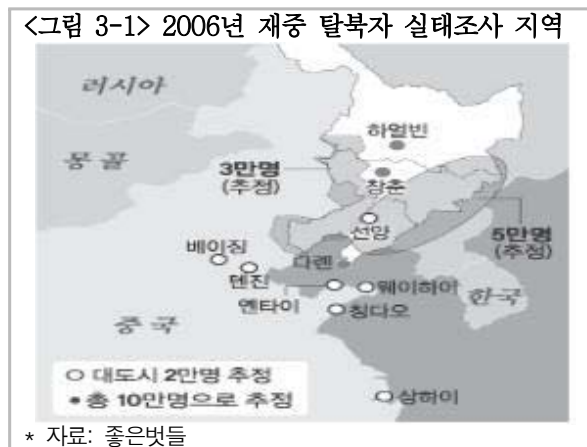 <그림 3-1> 2006년 재중 탈북자 실태조사 지역
러시아
몽골
하얼빈
3만명
(추정)
창춘
선양
5만명
(추정)
베이징
다롄
톈진
웨이하이
옌타이
한국
칭다오
중국
○ 대도시 2만명 추정
• 총 10만명으로 추정
상하이
* 자료: 좋은벗들